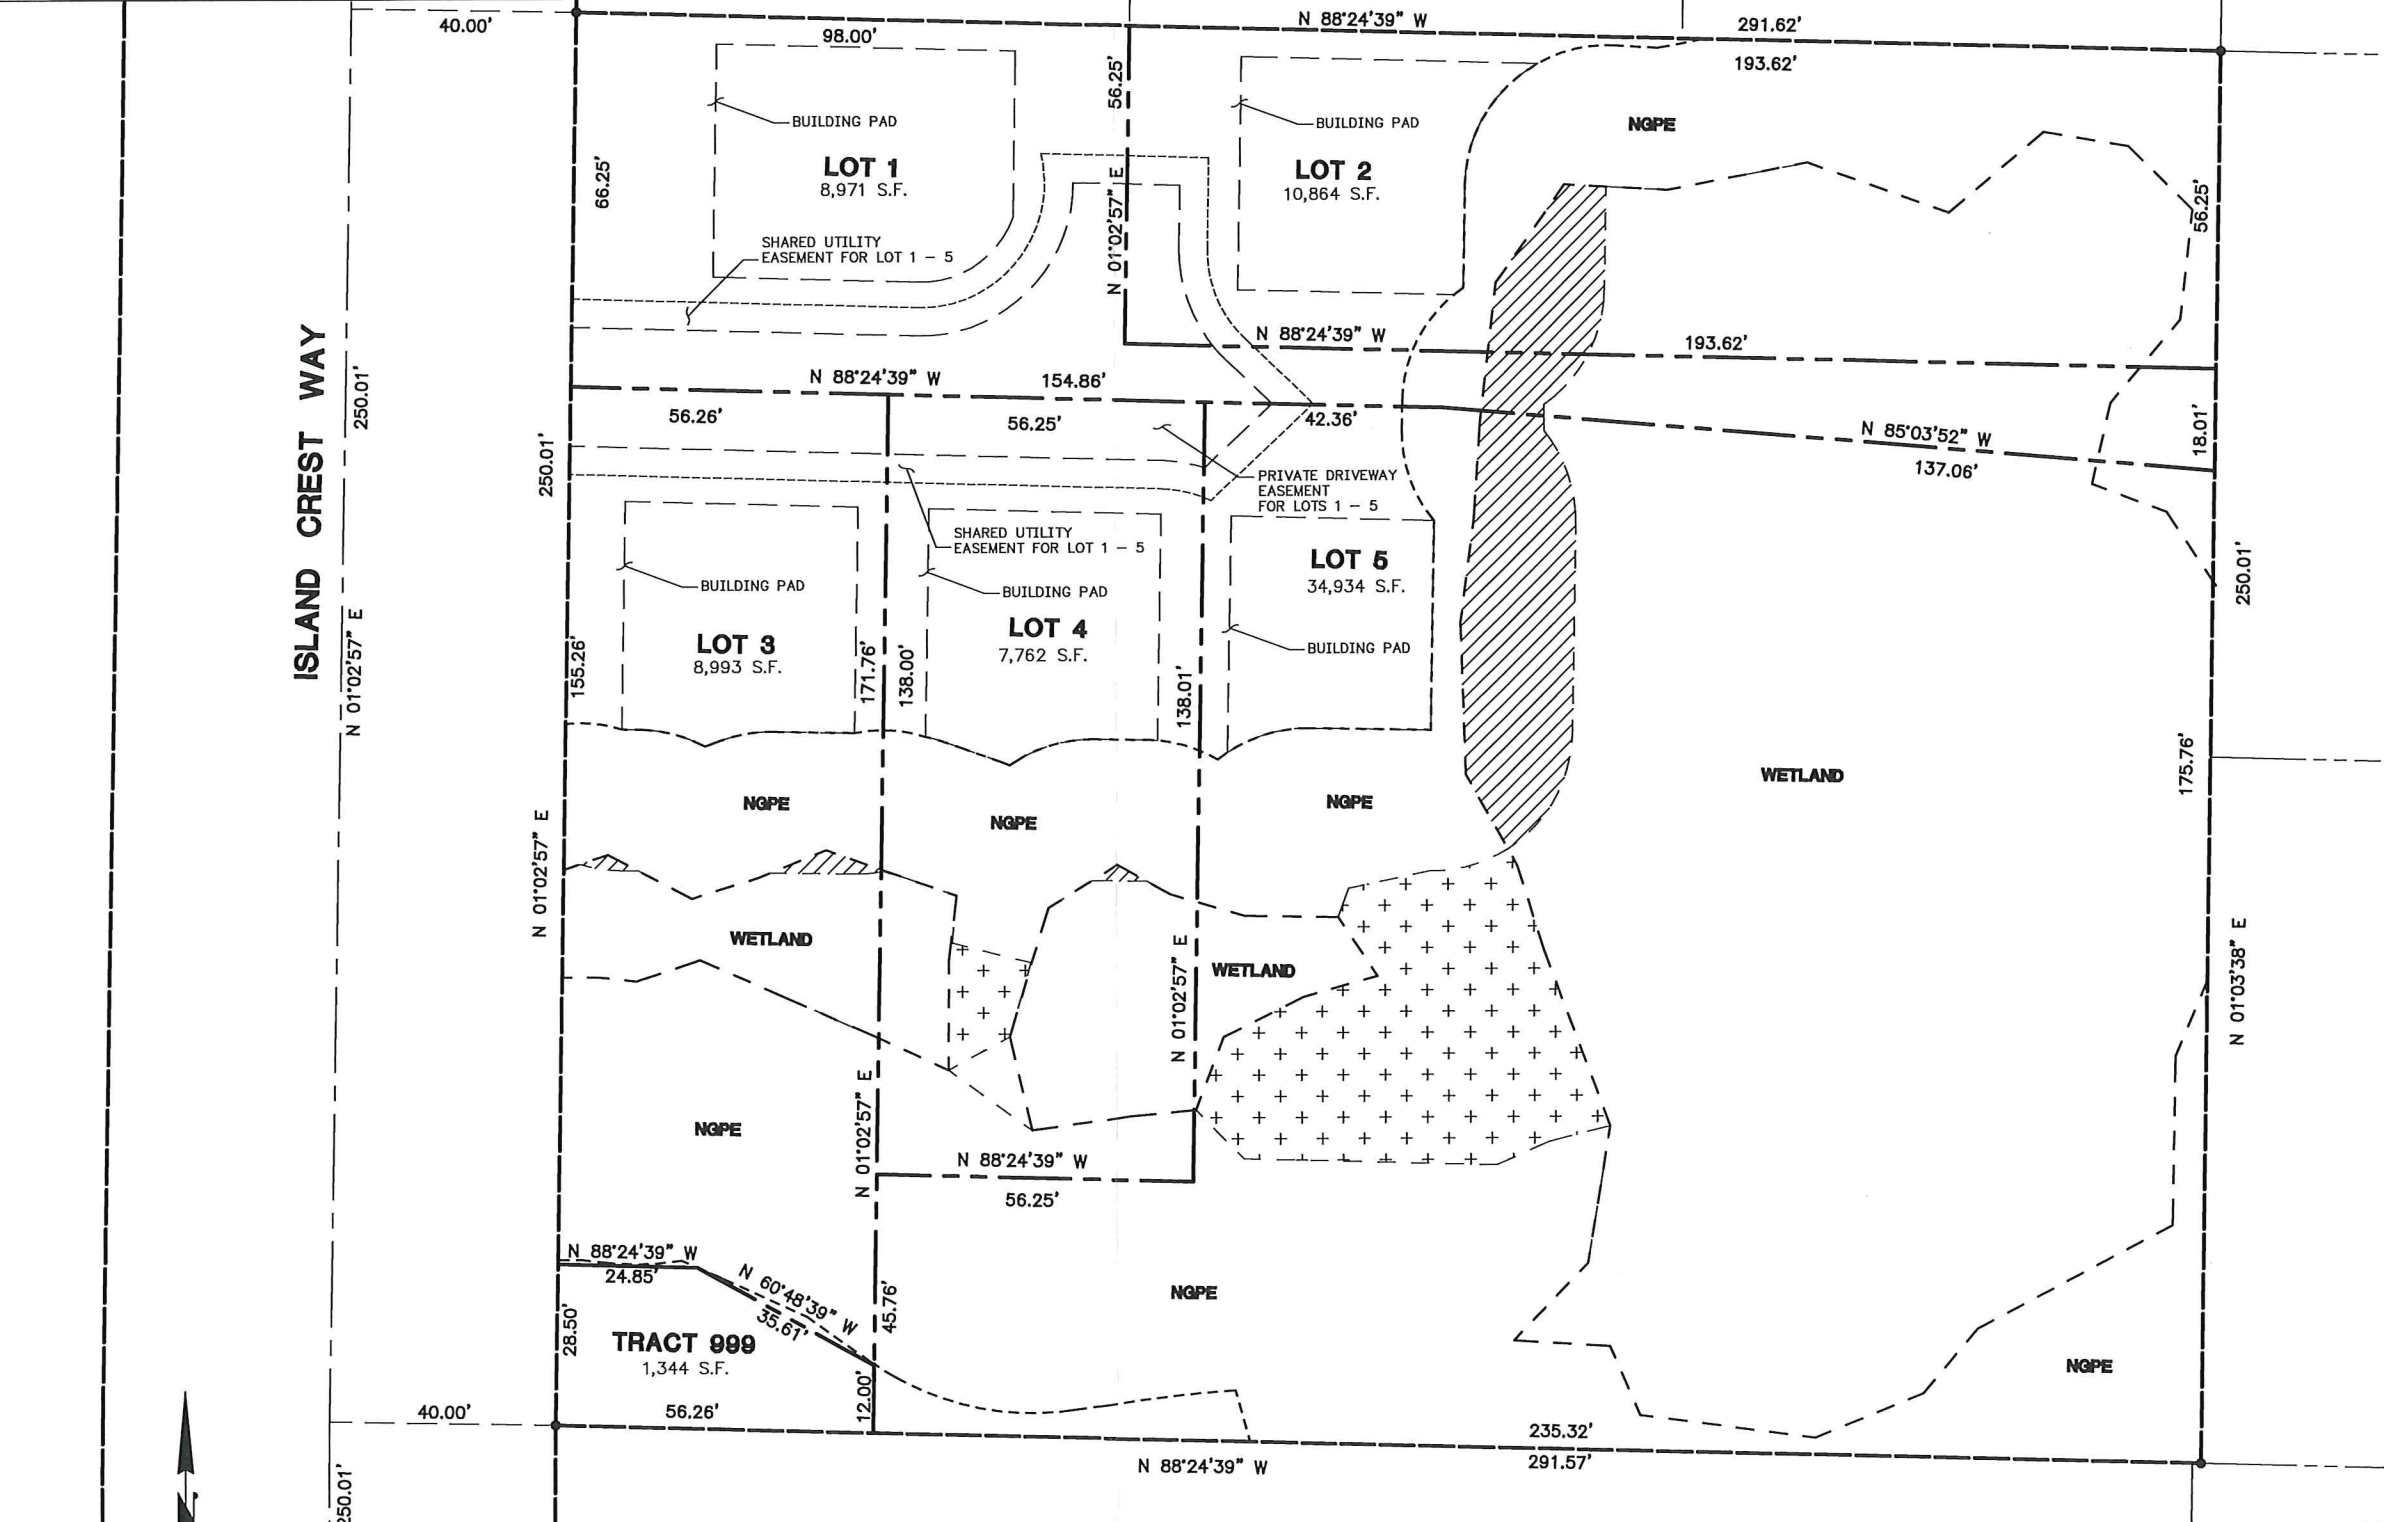 40.00'
N 88°24'39" W
291.62'
98.00'
193.62'
56.25'
BUILDING PAD
LOT 1
8,971 S.F.
66.25'
BUILDING PAD
LOT 2
10,864 S.F.
NGPE
56.25'
N 01°02'57" E
SHARED UTILITY
EASEMENT FOR LOT 1 - 5
N 88°24'39" W
193.62'
ISLAND CREST WAY
250.01'
N 01°02'57" E
N 88°24'39" W
154.86'
56.26'
56.25'
42.36'
N 85°03'52" W
137.06'
18.01'
250.01'
PRIVATE DRIVEWAY
EASEMENT
FOR LOTS 1 - 5
SHARED UTILITY
EASEMENT FOR LOT 1 - 5
BUILDING PAD
LOT 3
8,993 S.F.
155.26'
171.76'
138.00'
BUILDING PAD
LOT 4
7,762 S.F.
138.01'
LOT 5
34,934 S.F.
BUILDING PAD
250.01'
175.76'
WETLAND
NGPE
NGPE
NGPE
N 01°02'57" E
WETLAND
WETLAND
N 01°02'57" E
N 01°03'38" E
NGPE
N 01°02'57" E
N 88°24'39" W
56.25'
N 88°24'39" W
24.85'
N 60°48'39" W
35.61'
45.76'
NGPE
28.50'
TRACT 999
1,344 S.F.
NGPE
12.00'
40.00'
56.26'
235.32'
N 88°24'39" W
291.57'
250.01'